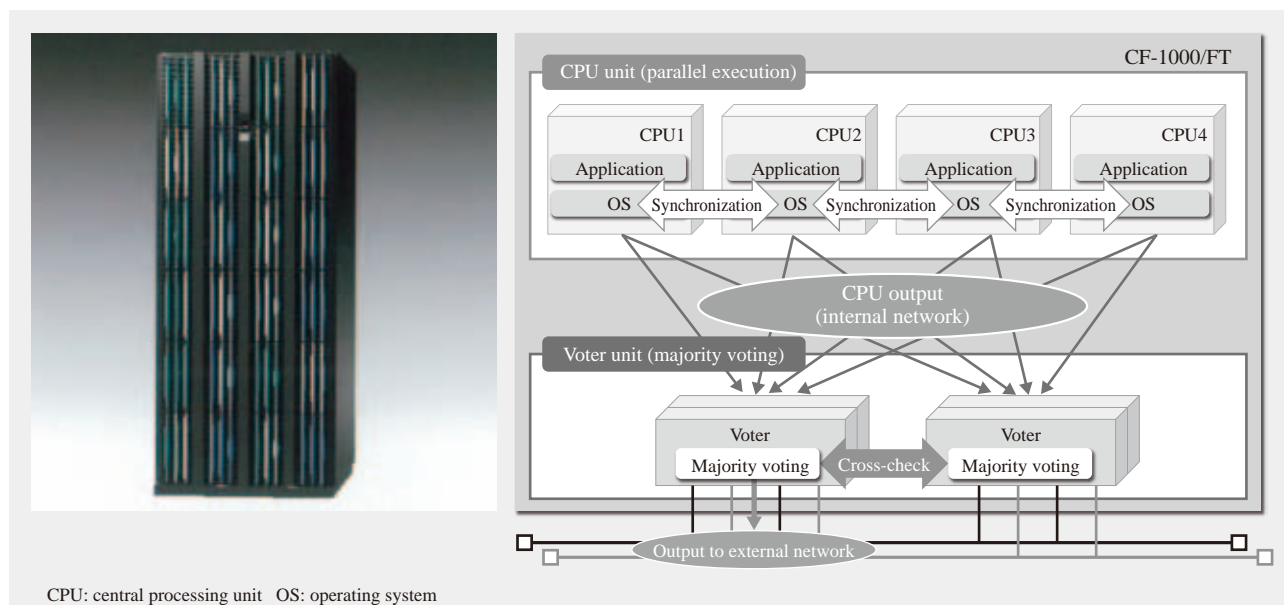 CF-1000/FT
CPU unit (parallel execution)
CPU1
CPU2
CPU3
CPU4
Application
Application
Application
Application
OS
Synchronization
OS
Synchronization
OS
Synchronization
OS
CPU output
(internal network)
Voter unit (majority voting)
Voter
Voter
Majority voting
Cross-check
Majority voting
Output to external network
CPU: central processing unit OS: operating system